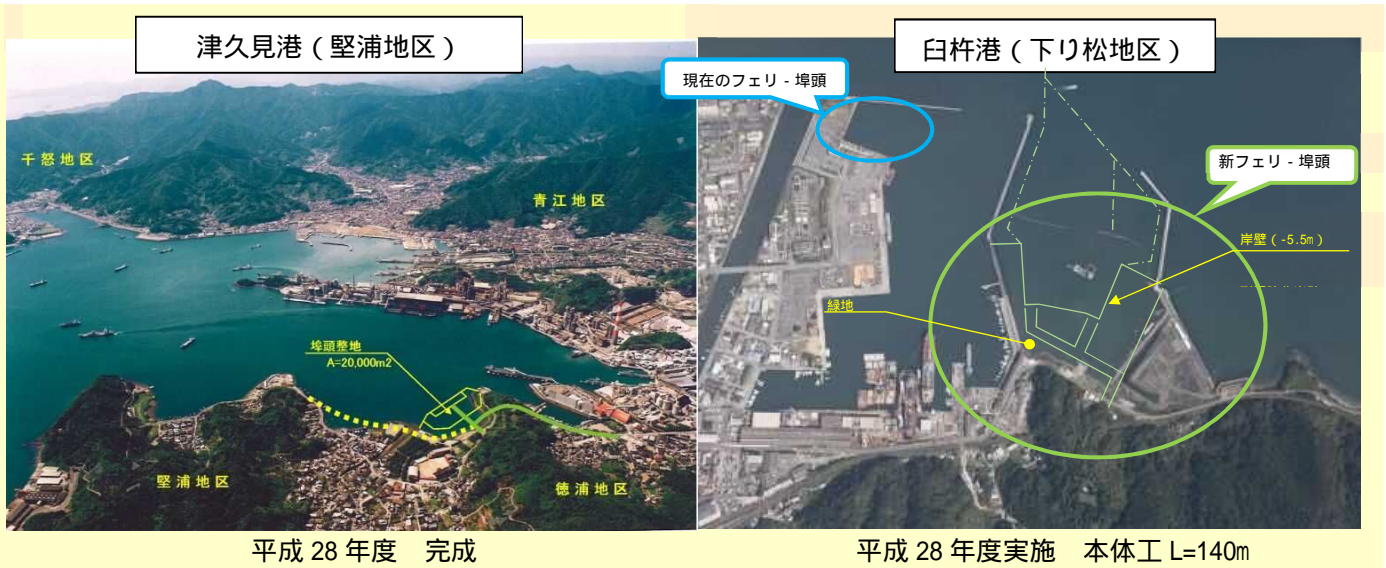 津久見港（堅浦地区）
千怒地区
青江地区
埠頭整地
A=20,000m2
堅浦地区
徳浦地区
平成 28 年度　完成
臼杵港（下り松地区）
現在のフェリ - 埠頭
新フェリ - 埠頭
岸壁（-5.5m）
緑地
平成 28 年度実施　本体工 L=140m